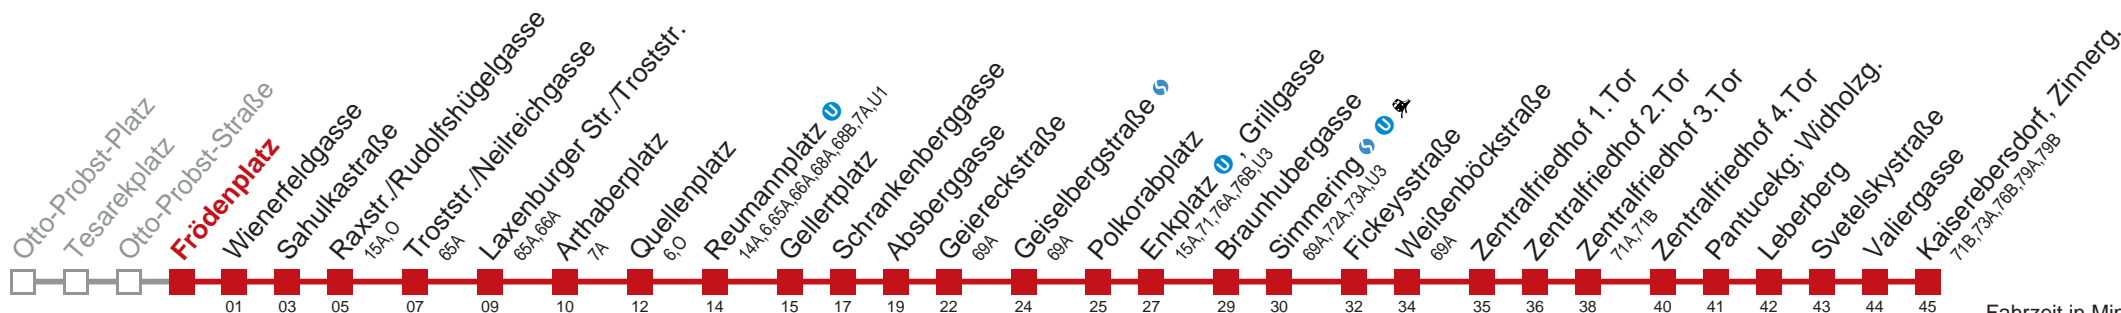 Otto-Probst-Platz
Tesarekplatz
Otto-Probst-Straße
Frödenplatz
Wienerfeldgasse
01
Sahulkastraße
03
Raxstr./Rudolfshügelgasse
15A,O
05
Troststr./Neilreichgasse
65A
07
Laxenburger Str./Troststr.
65A,66A
09
Arthaberplatz
7A
10
Quellenplatz
6,O
12
Reumannplatz U
14A,6,65A,66A,68A,68B,7A,U1
14
Gellertplatz
15
Schrankenberggasse
17
Absberggasse
19
Geiereckstraße
69A
22
Geiselbergstraße S
69A
24
Polkorabplatz
25
Enkplatz U , Grillgasse
15A,71,76A,76B,U3
27
Braunhubergasse
29
Simmering S U
69A,72A,73A,U3
30
Fickeysstraße
32
Weißenböckstraße
69A
34
Zentralfriedhof 1.Tor
35
Zentralfriedhof 2.Tor
36
Zentralfriedhof 3.Tor
71A,71B
38
Zentralfriedhof 4.Tor
40
Pantucekg; Widholzg.
41
Leberberg
42
Svetelskystraße
43
Valiergasse
44
Kaiserebersdorf, Zinnerg.
71B,73A,76B,79A,79B
45
Fahrzeit in Min